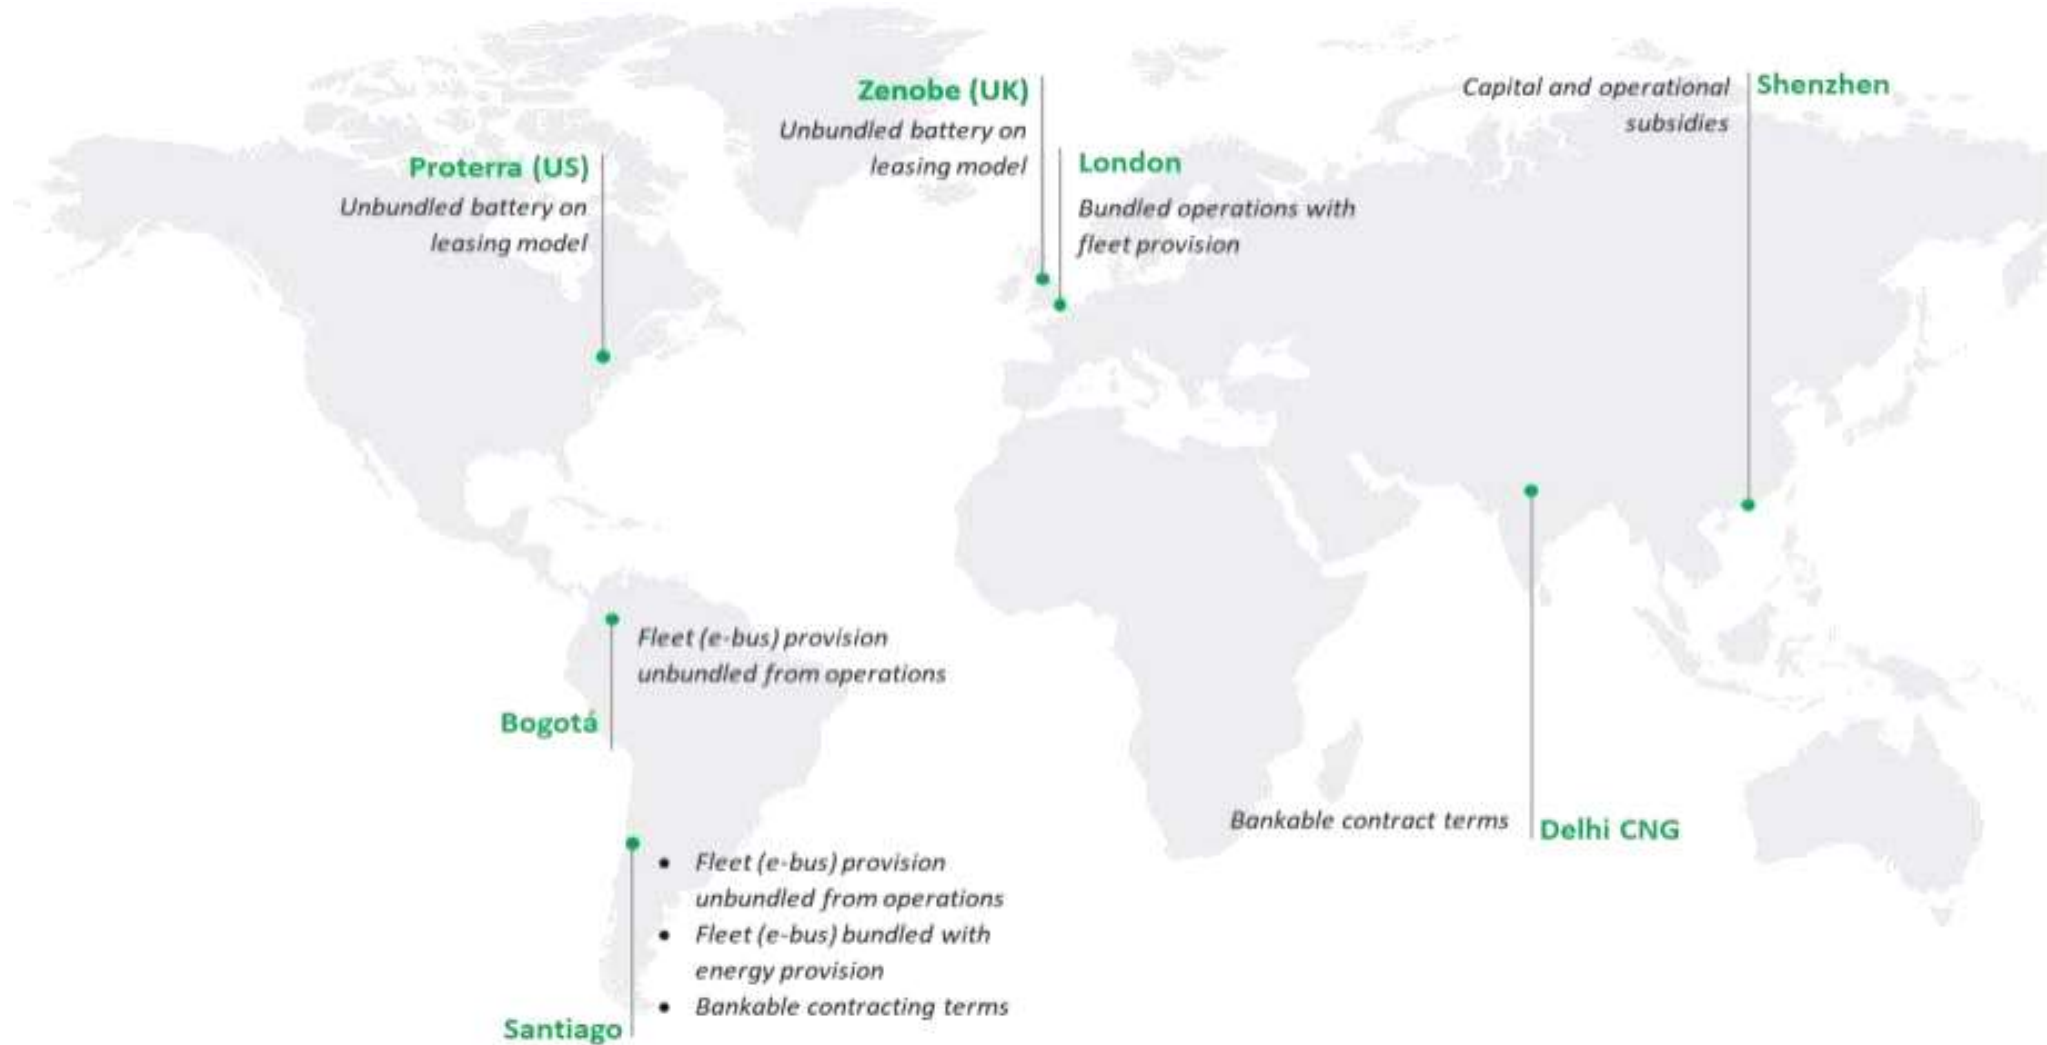 Zenobe (UK)
Unbundled battery on
leasing model
Capital and operational
subsidies
Shenzhen
Proterra (US)
Unbundled battery on
leasing model
London
Bundled operations with
fleet provision
Fleet (e-bus) provision
unbundled from operations
Bogotá
Bankable contract terms
Delhi CNG
• Fleet (e-bus) provision
unbundled from operations
• Fleet (e-bus) bundled with
energy provision
• Bankable contracting terms
Santiago